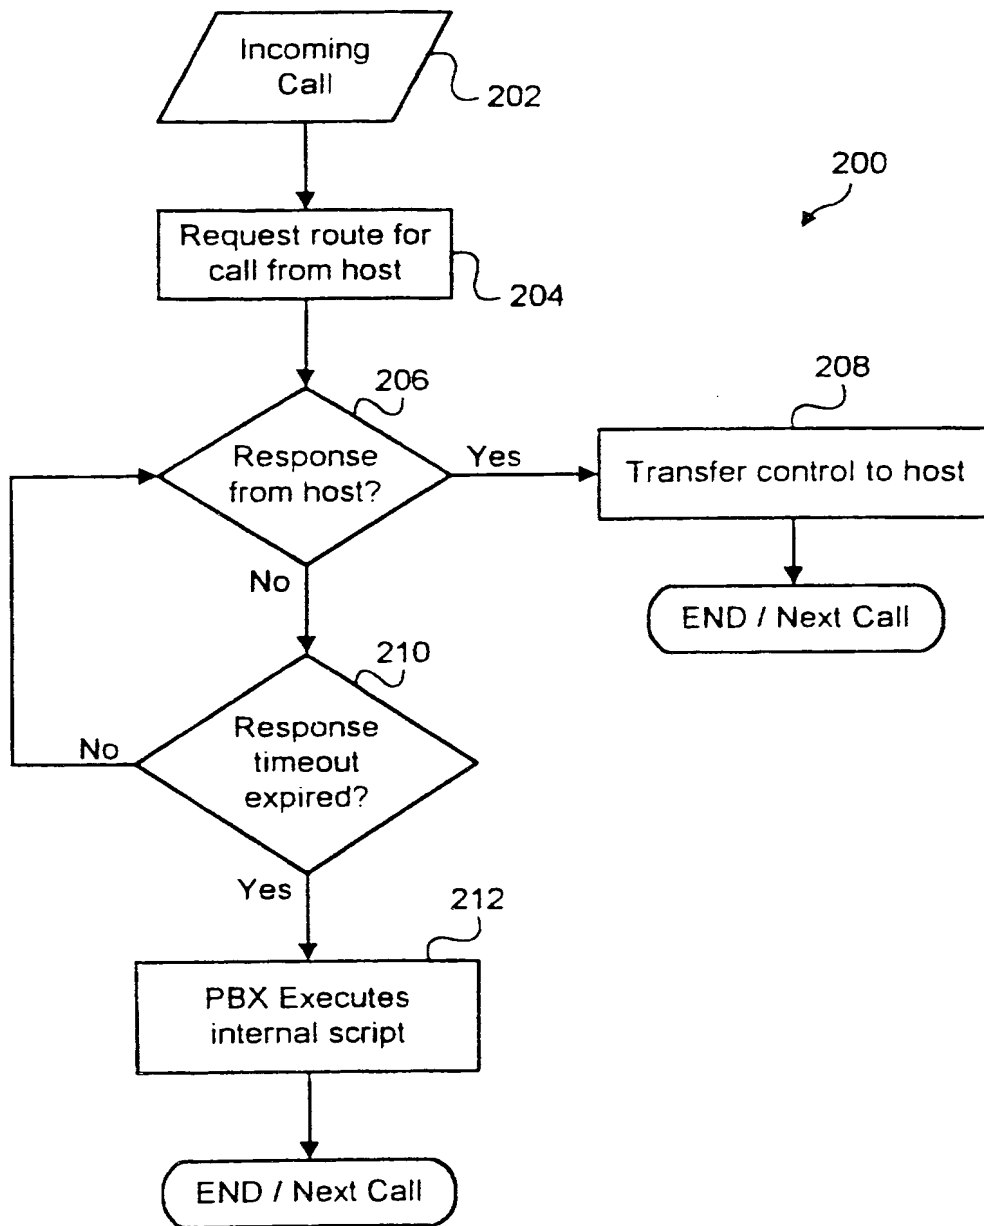 Incoming
Call
202
200
Request route for
call from host
204
206
208
Response
from host?
Yes
Transfer control to host
No
END / Next Call
210
Response
timeout
expired?
No
Yes
212
PBX Executes
internal script
END / Next Call